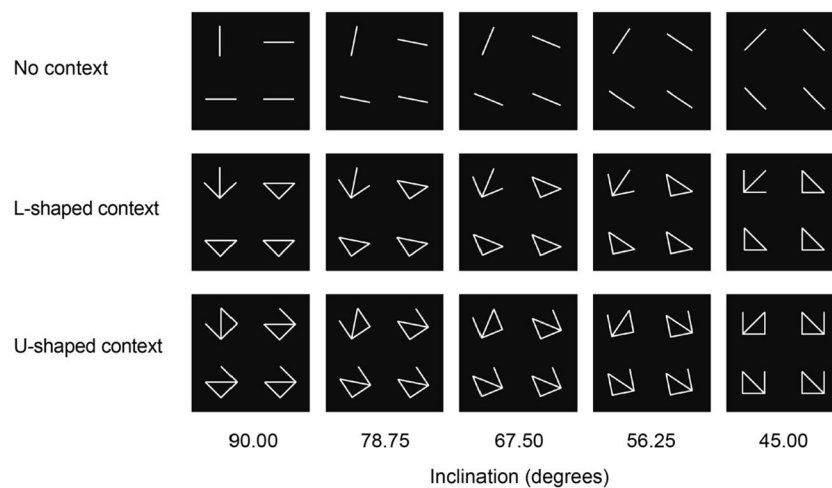 No context
L-shaped context
U-shaped context
90.00 78.75 67.50 56.25 45.00
Inclination (degrees)